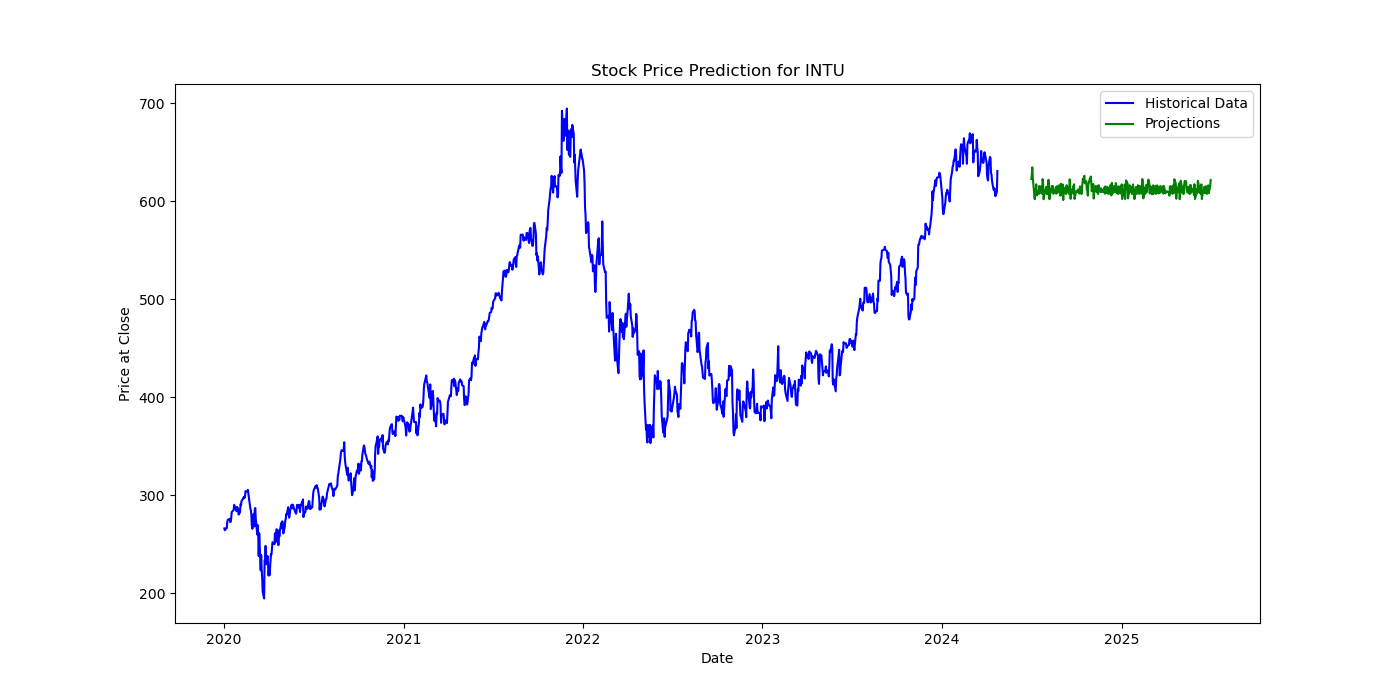 Stock Price Prediction for INTU
Historical Data
Projections
Price at Close
700
600
500
400
300
200
2020 2021 2022 2023 2024 2025
Date